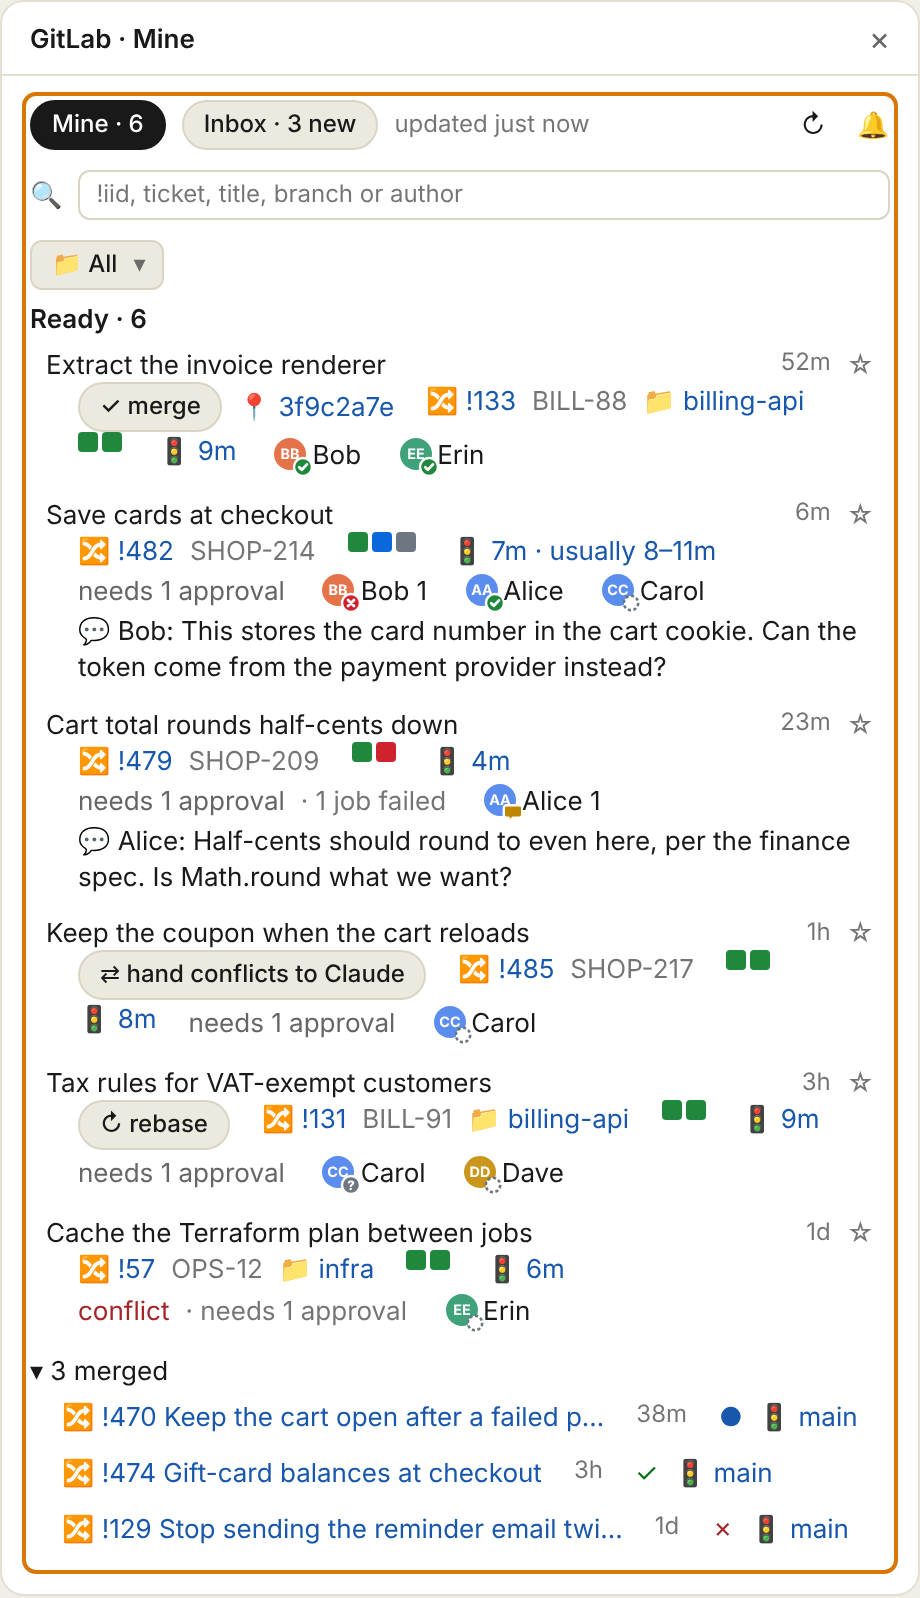 GitLab · Mine ×
Mine · 6 Inbox · 3 new updated just now ↻ 🔔
🔍 !iid, ticket, title, branch or author
📁 All ▾
Ready · 6
Extract the invoice renderer 52m ☆
✓ merge 📍 3f9c2a7e 🔀 !133 BILL-88 📁 billing-api
🚦 9m BB Bob EE Erin
Save cards at checkout 6m ☆
🔀 !482 SHOP-214 🚦 7m · usually 8–11m
needs 1 approval BB Bob 1 AA Alice CC Carol
💬 Bob: This stores the card number in the cart cookie. Can the
token come from the payment provider instead?
Cart total rounds half-cents down 23m ☆
🔀 !479 SHOP-209 🚦 4m
needs 1 approval · 1 job failed AA Alice 1
💬 Alice: Half-cents should round to even here, per the finance
spec. Is Math.round what we want?
Keep the coupon when the cart reloads 1h ☆
⇄ hand conflicts to Claude 🔀 !485 SHOP-217
🚦 8m needs 1 approval CC Carol
Tax rules for VAT-exempt customers 3h ☆
↻ rebase 🔀 !131 BILL-91 📁 billing-api 🚦 9m
needs 1 approval CC ? Carol DD Dave
Cache the Terraform plan between jobs 1d ☆
🔀 !57 OPS-12 📁 infra 🚦 6m
conflict · needs 1 approval EE Erin
▾ 3 merged
🔀 !470 Keep the cart open after a failed p... 38m 🚦 main
🔀 !474 Gift-card balances at checkout 3h ✓ 🚦 main
🔀 !129 Stop sending the reminder email twi... 1d × 🚦 main